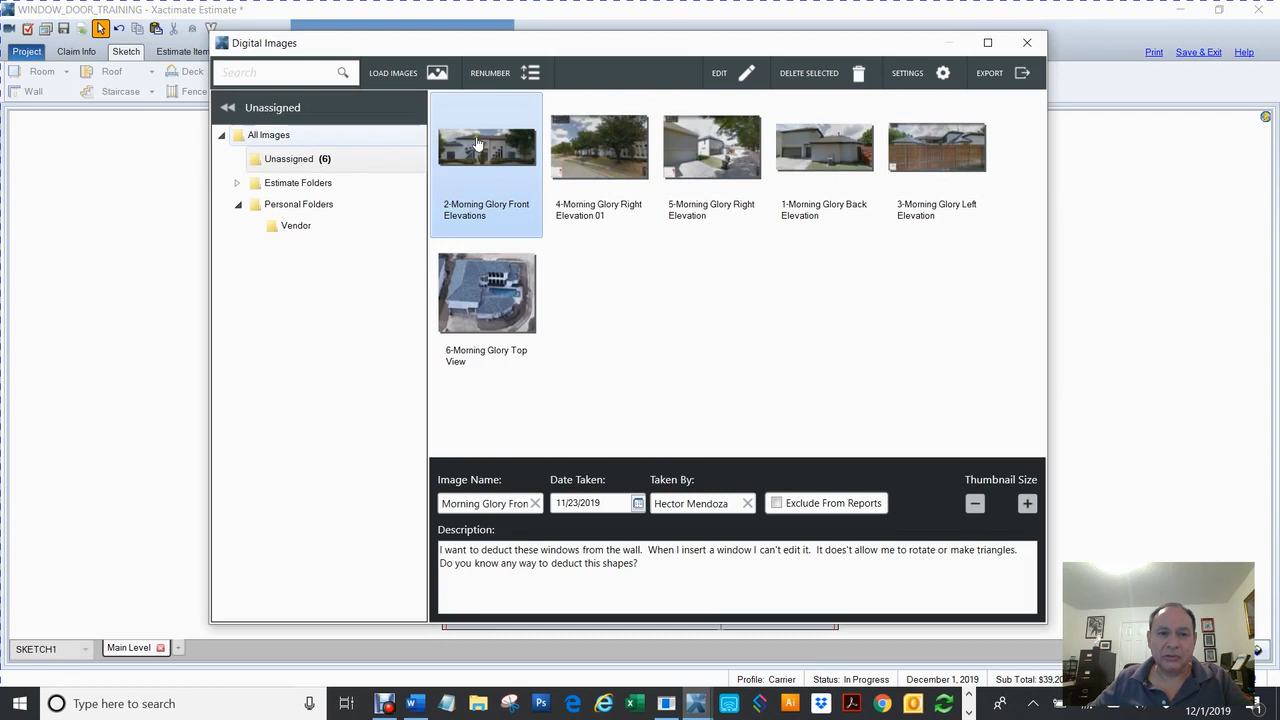 WINDOW_DOOR_TRAINING - Xactimate Estimate *
Project
Claim Info
Sketch
Estimate Item
Print
Save & Exit
Help
Room
Roof
Deck
Wall
Staircase
Fence
Digital Images
Search
LOAD IMAGES
RENUMBER
EDIT
DELETE SELECTED
SETTINGS
EXPORT
Unassigned
All Images
Unassigned (6)
Estimate Folders
Personal Folders
Vendor
2-Morning Glory Front
Elevations
4-Morning Glory Right
Elevation 01
5-Morning Glory Right
Elevation
1-Morning Glory Back
Elevation
3-Morning Glory Left
Elevation
6-Morning Glory Top
View
Image Name:
Date Taken:
Taken By:
Thumbnail Size
Morning Glory Fron
11/23/2019
Hector Mendoza
Exclude From Reports
Description:
I want to deduct these windows from the wall. When I insert a window I can't edit it. It does't allow me to rotate or make triangles.
Do you know any way to deduct this shapes?
SKETCH1
Main Level
Profile: Carrier
Status: In Progress
December 1, 2019
Sub Total: $39,2
Type here to search
12/1/2019